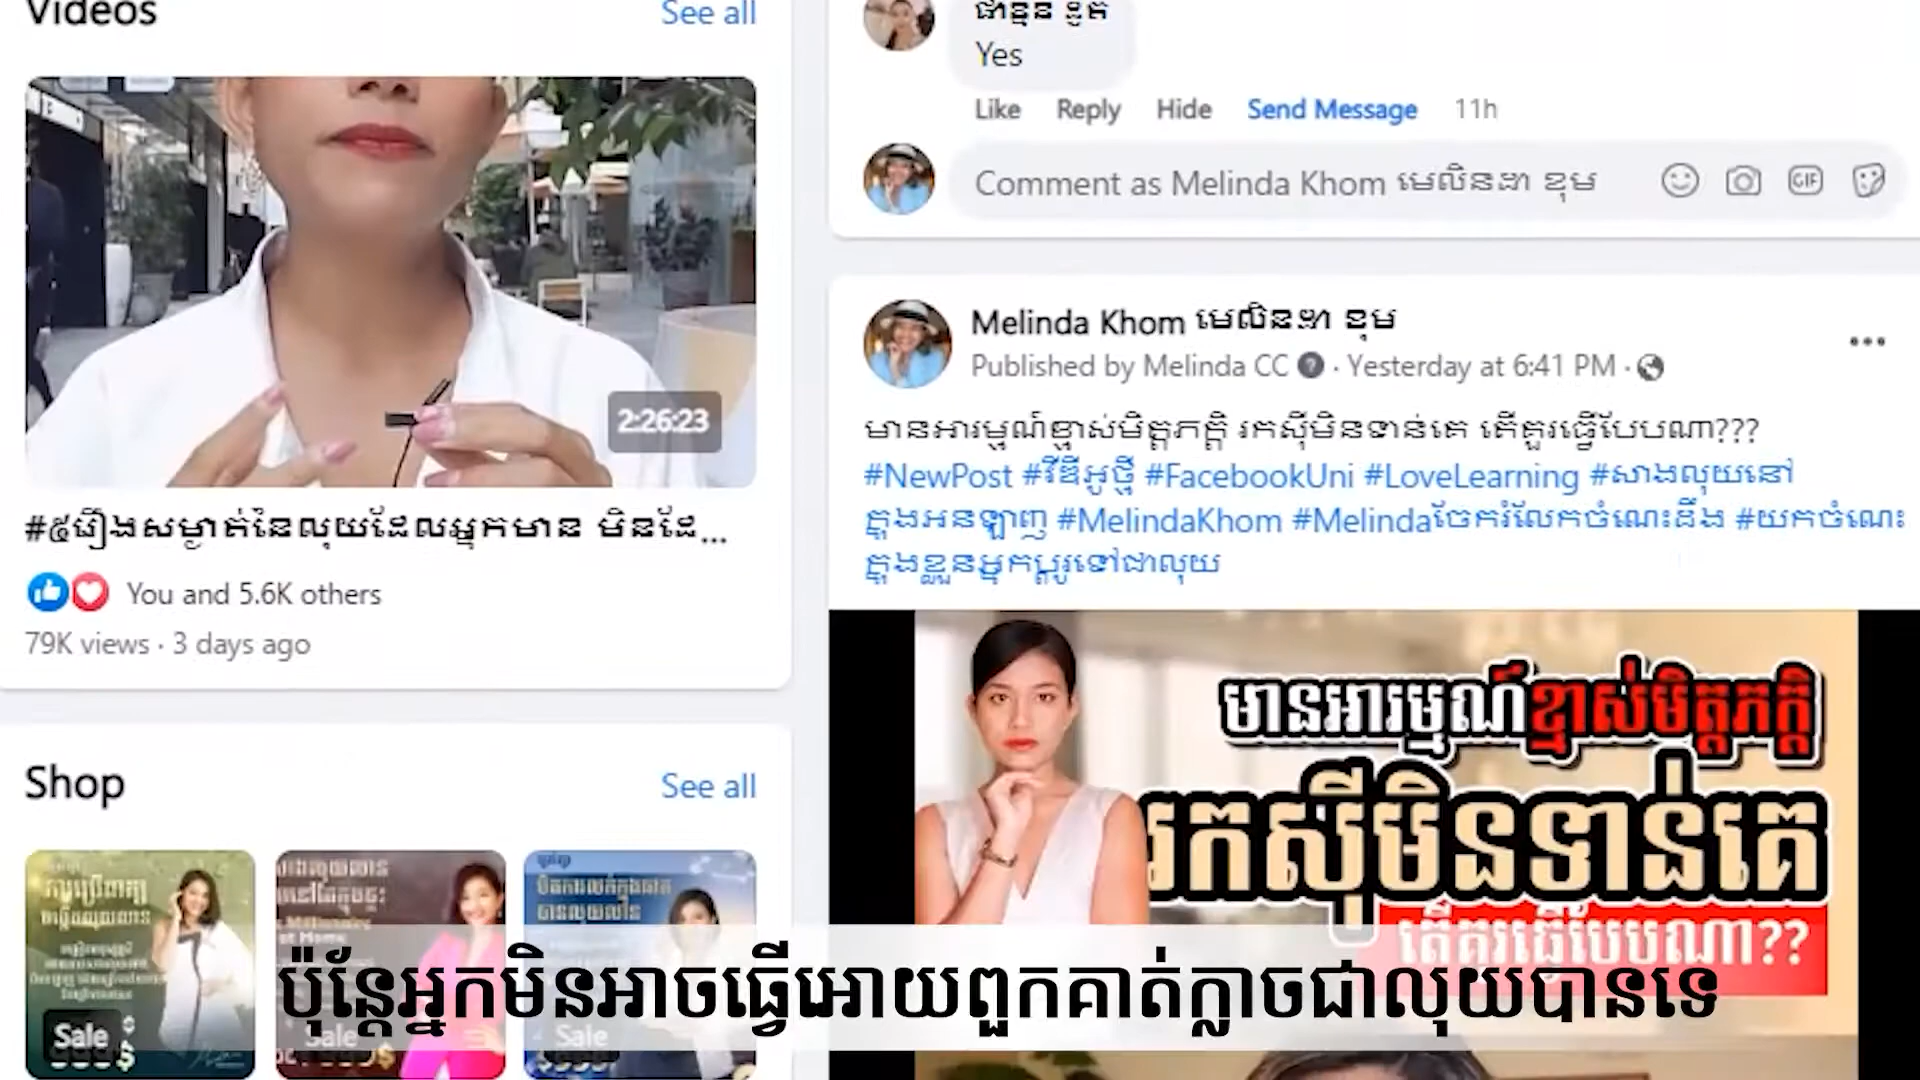 Videos
See all
2:26:23
#៥រឿងសម្ងាត់នៃលុយដែលអ្នកមាន មិនដែ...
You and 5.6K others
79K views · 3 days ago
Shop
See all
Sale
Sale
Sale
Yes
Like Reply Hide Send Message 11h
Comment as Melinda Khom មេលិនដា ខុម
GIF
Melinda Khom មេលិនដា ខុម
Published by Melinda CC · Yesterday at 6:41 PM ·
មានអារម្មណ៍ខ្មាស់មិត្តភក្តិ រកស៊ីមិនទាន់គេ តើគួរធ្វើបែបណា???
#NewPost #វីឌីអូថ្មី #FacebookUni #LoveLearning #សាងលុយនៅ
ក្នុងអនឡាញ #MelindaKhom #Melindaចែករំលែកចំណេះដឹង #យកចំណេះ
ក្នុងខ្លួនអ្នកប្តូរទៅជាលុយ
មានអារម្មណ៍ខ្មាស់មិត្តភក្តិ
រកស៊ីមិនទាន់គេ
តើគួរធ្វើបែបណា??
ប៉ុន្តែអ្នកមិនអាចធ្វើអោយពួកគាត់ក្លាចជាលុយបានទេ